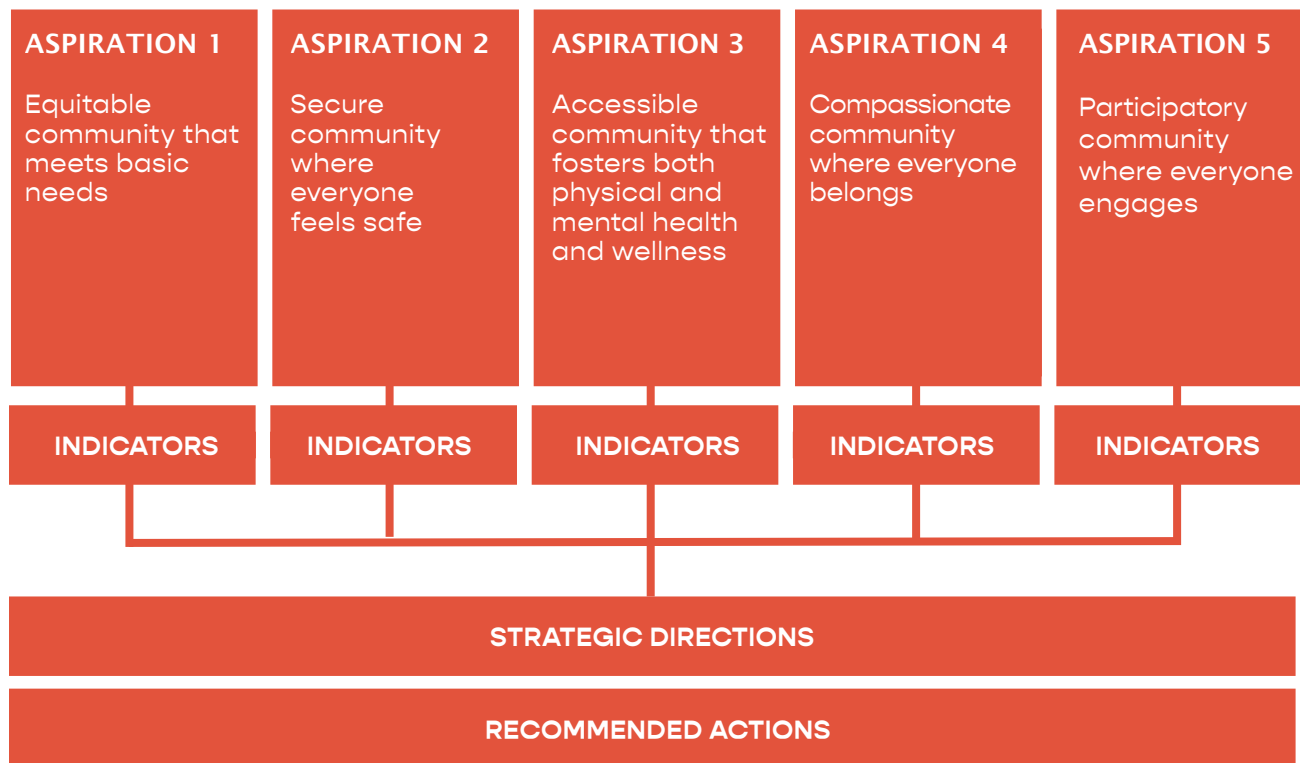 ASPIRATION 1
Equitable
community that
meets basic
needs
ASPIRATION 2
Secure
community
where
everyone
feels safe
ASPIRATION 3
Accessible
community that
fosters both
physical and
mental health
and wellness
ASPIRATION 4
Compassionate
community
where everyone
belongs
ASPIRATION 5
Participatory
community
where everyone
engages
INDICATORS
INDICATORS
INDICATORS
INDICATORS
INDICATORS
STRATEGIC DIRECTIONS
RECOMMENDED ACTIONS